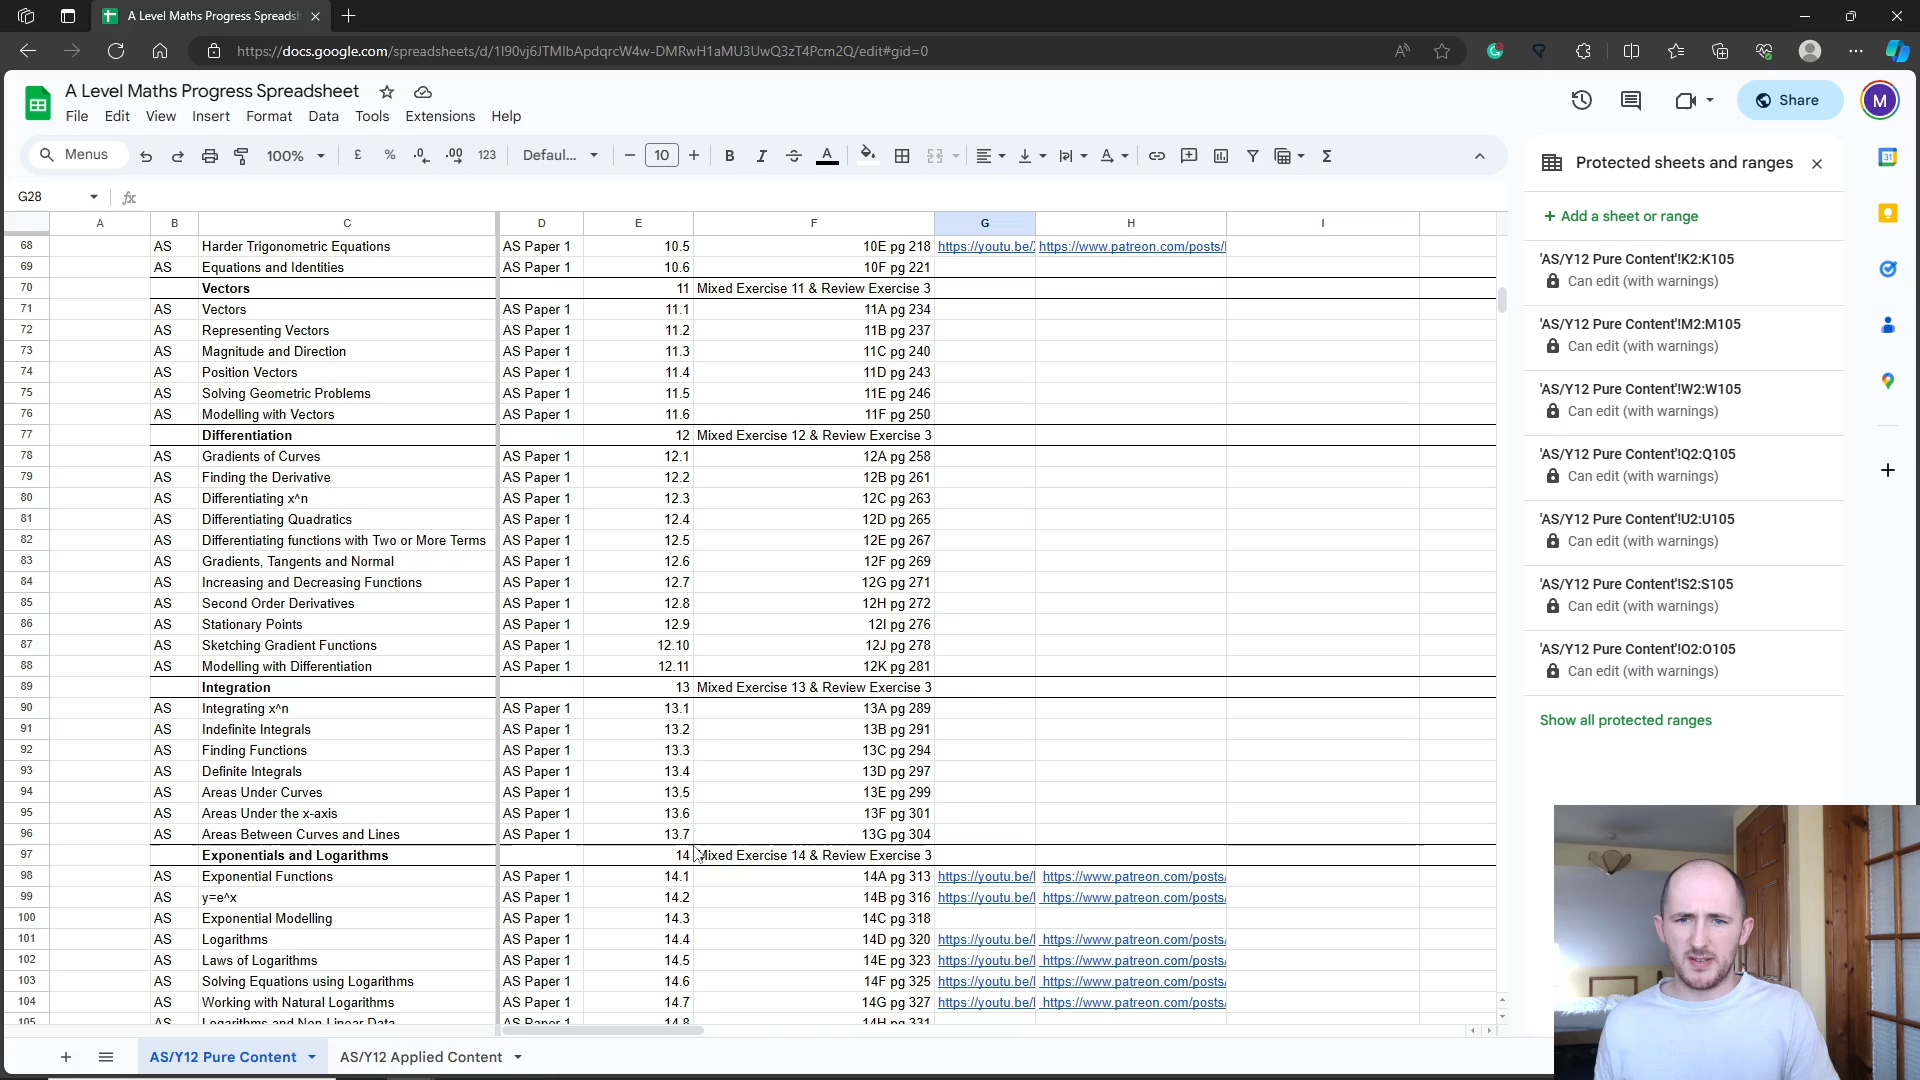 A Level Maths Progress Spreadsh
https://docs.google.com/spreadsheets/d/1l90vj6JTMIbApdqrcW4w-DMRwH1aMU3UwQ3zT4Pcm2Q/edit#gid=0
A Level Maths Progress Spreadsheet
Share
M
File Edit View Insert Format Data Tools Extensions Help
Menus 100% £ % .0 .00 123 Defaul... 10 B I A
G28 fx
A B C D E F G H I
68 AS Harder Trigonometric Equations AS Paper 1 10.5 10E pg 218 https://youtu.be/ https://www.patreon.com/posts/
69 AS Equations and Identities AS Paper 1 10.6 10F pg 221
70 Vectors 11 Mixed Exercise 11 & Review Exercise 3
71 AS Vectors AS Paper 1 11.1 11A pg 234
72 AS Representing Vectors AS Paper 1 11.2 11B pg 237
73 AS Magnitude and Direction AS Paper 1 11.3 11C pg 240
74 AS Position Vectors AS Paper 1 11.4 11D pg 243
75 AS Solving Geometric Problems AS Paper 1 11.5 11E pg 246
76 AS Modelling with Vectors AS Paper 1 11.6 11F pg 250
77 Differentiation 12 Mixed Exercise 12 & Review Exercise 3
78 AS Gradients of Curves AS Paper 1 12.1 12A pg 258
79 AS Finding the Derivative AS Paper 1 12.2 12B pg 261
80 AS Differentiating x^n AS Paper 1 12.3 12C pg 263
81 AS Differentiating Quadratics AS Paper 1 12.4 12D pg 265
82 AS Differentiating functions with Two or More Terms AS Paper 1 12.5 12E pg 267
83 AS Gradients, Tangents and Normal AS Paper 1 12.6 12F pg 269
84 AS Increasing and Decreasing Functions AS Paper 1 12.7 12G pg 271
85 AS Second Order Derivatives AS Paper 1 12.8 12H pg 272
86 AS Stationary Points AS Paper 1 12.9 12I pg 276
87 AS Sketching Gradient Functions AS Paper 1 12.10 12J pg 278
88 AS Modelling with Differentiation AS Paper 1 12.11 12K pg 281
89 Integration 13 Mixed Exercise 13 & Review Exercise 3
90 AS Integrating x^n AS Paper 1 13.1 13A pg 289
91 AS Indefinite Integrals AS Paper 1 13.2 13B pg 291
92 AS Finding Functions AS Paper 1 13.3 13C pg 294
93 AS Definite Integrals AS Paper 1 13.4 13D pg 297
94 AS Areas Under Curves AS Paper 1 13.5 13E pg 299
95 AS Areas Under the x-axis AS Paper 1 13.6 13F pg 301
96 AS Areas Between Curves and Lines AS Paper 1 13.7 13G pg 304
97 Exponentials and Logarithms 14 Mixed Exercise 14 & Review Exercise 3
98 AS Exponential Functions AS Paper 1 14.1 14A pg 313 https://youtu.be/ https://www.patreon.com/posts/
99 AS y=e^x AS Paper 1 14.2 14B pg 316 https://youtu.be/ https://www.patreon.com/posts/
100 AS Exponential Modelling AS Paper 1 14.3 14C pg 318
101 AS Logarithms AS Paper 1 14.4 14D pg 320 https://youtu.be/ https://www.patreon.com/posts/
102 AS Laws of Logarithms AS Paper 1 14.5 14E pg 323 https://youtu.be/ https://www.patreon.com/posts/
103 AS Solving Equations using Logarithms AS Paper 1 14.6 14F pg 325 https://youtu.be/ https://www.patreon.com/posts/
104 AS Working with Natural Logarithms AS Paper 1 14.7 14G pg 327 https://youtu.be/ https://www.patreon.com/posts/
105 AS Logarithms and Non Linear Data AS Paper 1 14.8 14H pg 331
AS/Y12 Pure Content AS/Y12 Applied Content
Protected sheets and ranges
+ Add a sheet or range
'AS/Y12 Pure Content'!K2:K105
Can edit (with warnings)
'AS/Y12 Pure Content'!M2:M105
Can edit (with warnings)
'AS/Y12 Pure Content'!W2:W105
Can edit (with warnings)
'AS/Y12 Pure Content'!Q2:Q105
Can edit (with warnings)
'AS/Y12 Pure Content'!U2:U105
Can edit (with warnings)
'AS/Y12 Pure Content'!S2:S105
Can edit (with warnings)
'AS/Y12 Pure Content'!O2:O105
Can edit (with warnings)
Show all protected ranges